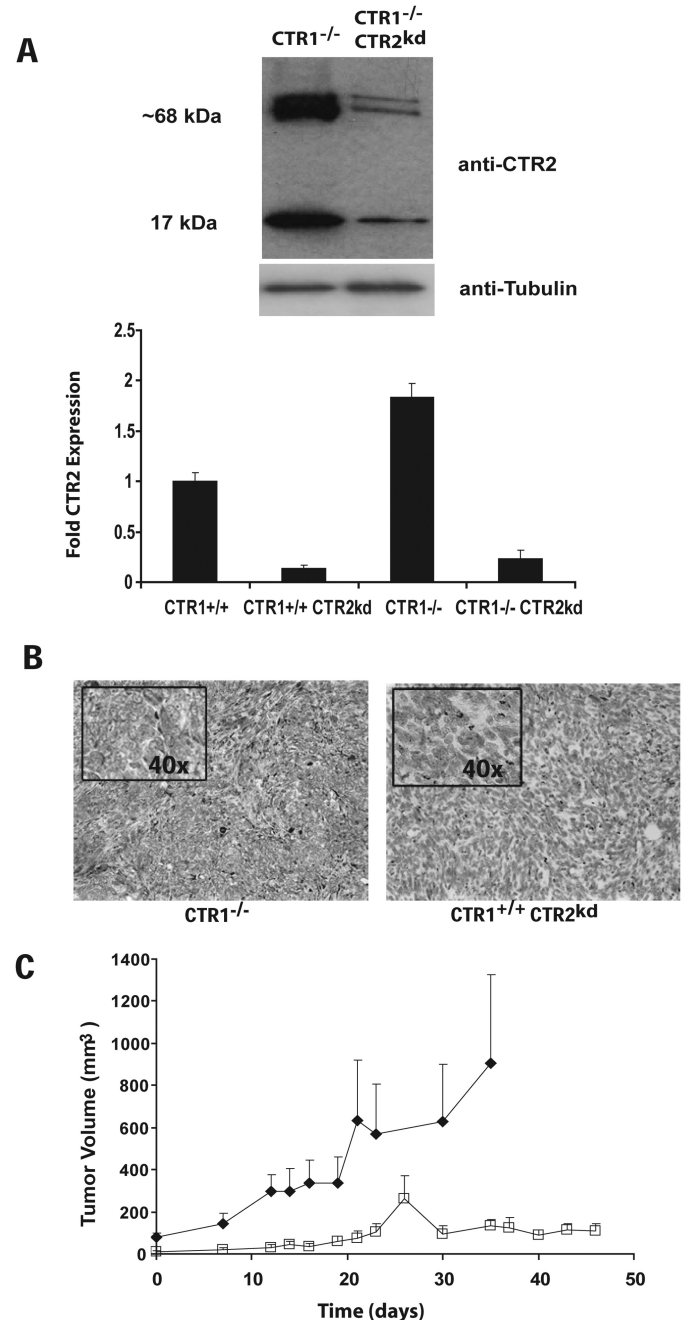 A
CTR1-/-
CTR1-/-
CTR2kd
~68 kDa
17 kDa
anti-CTR2
anti-Tubulin
Fold CTR2 Expression
2.5
2
1.5
1
0.5
0
CTR1+/+
CTR1+/+ CTR2kd
CTR1-/-
CTR1-/- CTR2kd
B
40x
40x
CTR1-/-
CTR1+/+ CTR2kd
C
Tumor Volume (mm3 )
1400
1200
1000
800
600
400
200
0
0
10
20
30
40
50
Time (days)